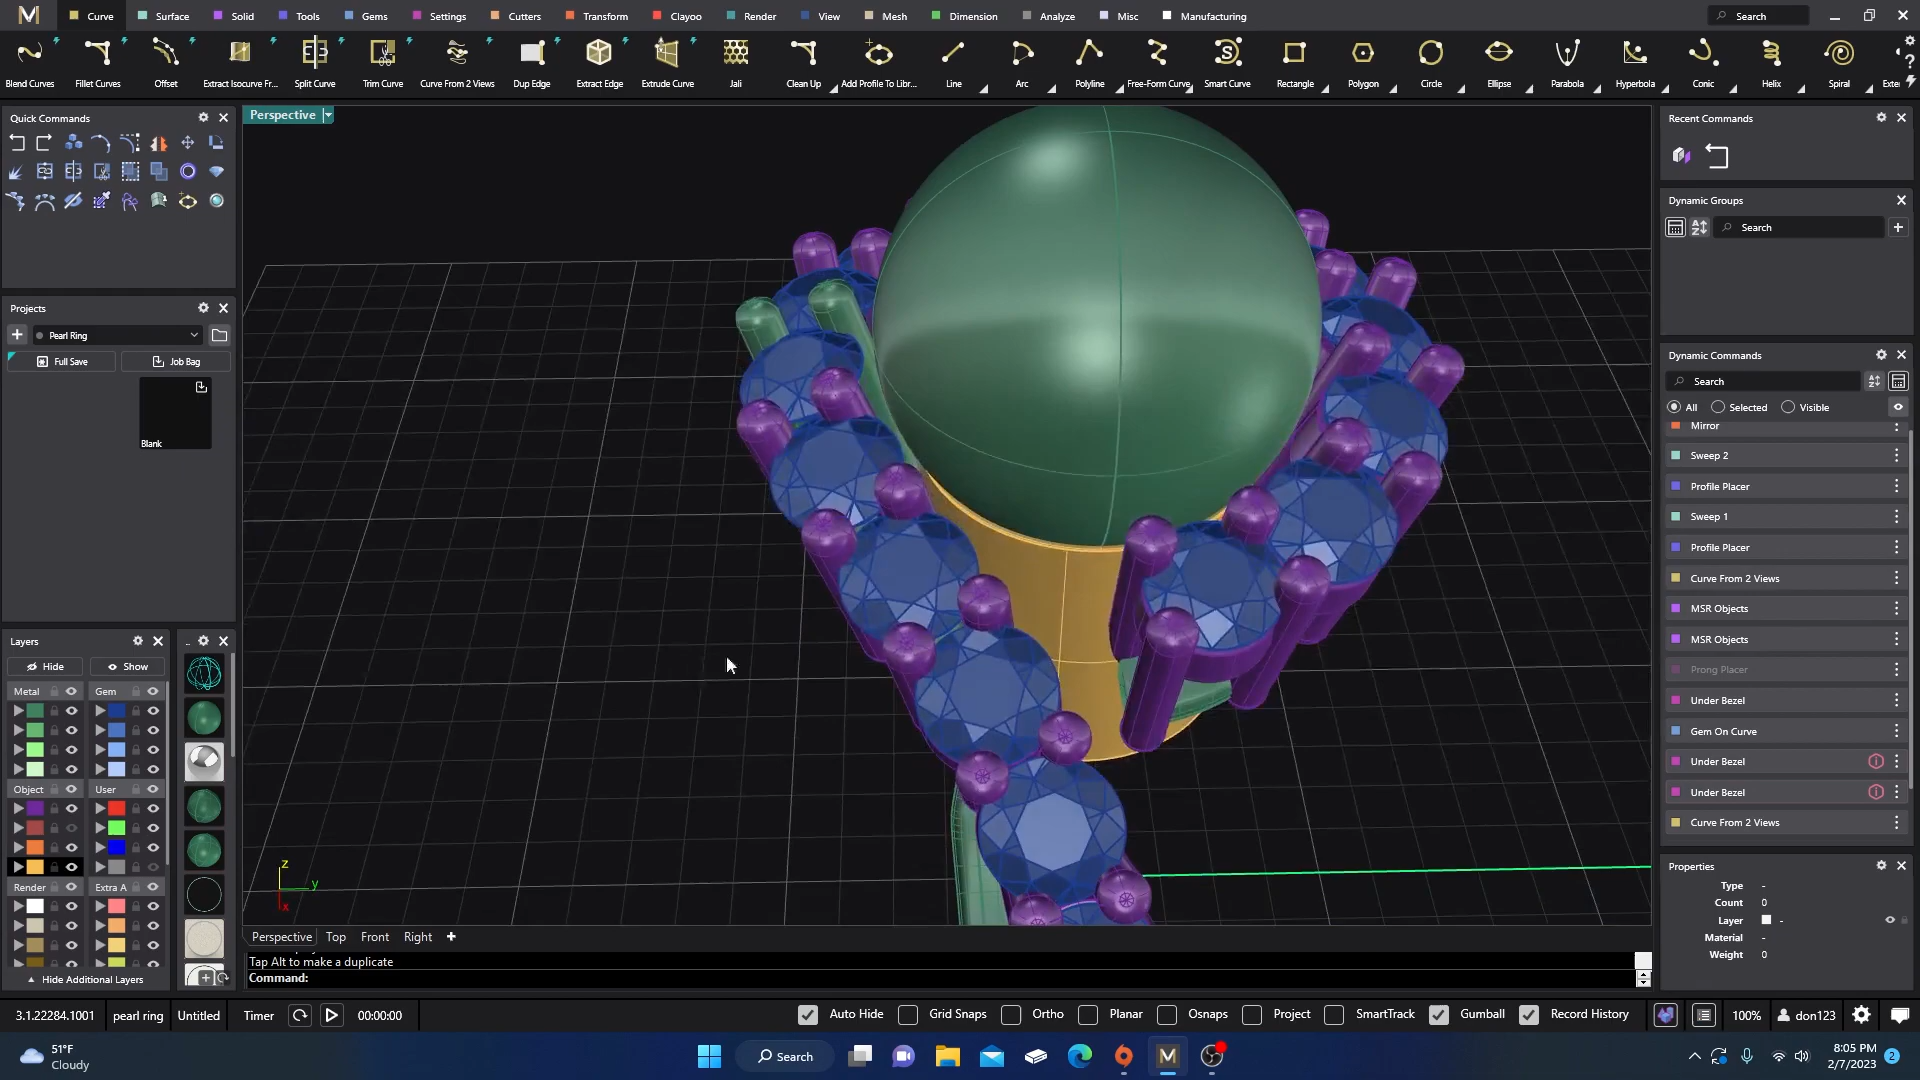 Curve Surface Solid Tools Gems Settings Cutters Transform Clayoo Render View Mesh Dimension Analyze Misc Manufacturing Search
Blend Curves Fillet Curves Offset Extract Isocurve Fr... Split Curve Trim Curve Curve From 2 Views Dup Edge Extract Edge Extrude Curve Jali Clean Up Add Profile To Libr... Line Arc Polyline Free-Form Curve Smart Curve Rectangle Polygon Circle Ellipse Parabola Hyperbola Conic Helix Spiral Exte
Quick Commands
Projects
Pearl Ring
Full Save Job Bag
Blank
Layers
Hide Show
Metal Gem
Object User
Render Extra A
Hide Additional Layers
Perspective
z
y
x
Perspective Top Front Right
Tap Alt to make a duplicate
Command:
Recent Commands
Dynamic Groups
Search
Dynamic Commands
Search
All Selected Visible
Mirror
Sweep 2
Profile Placer
Sweep 1
Profile Placer
Curve From 2 Views
MSR Objects
MSR Objects
Prong Placer
Under Bezel
Gem On Curve
Under Bezel
Under Bezel
Curve From 2 Views
Properties
Type -
Count 0
Layer -
Material -
Weight 0
3.1.22284.1001 pearl ring Untitled Timer 00:00:00 Auto Hide Grid Snaps Ortho Planar Osnaps Project SmartTrack Gumball Record History 100% don123
51°F
Cloudy
Search
8:05 PM
2/7/2023
2